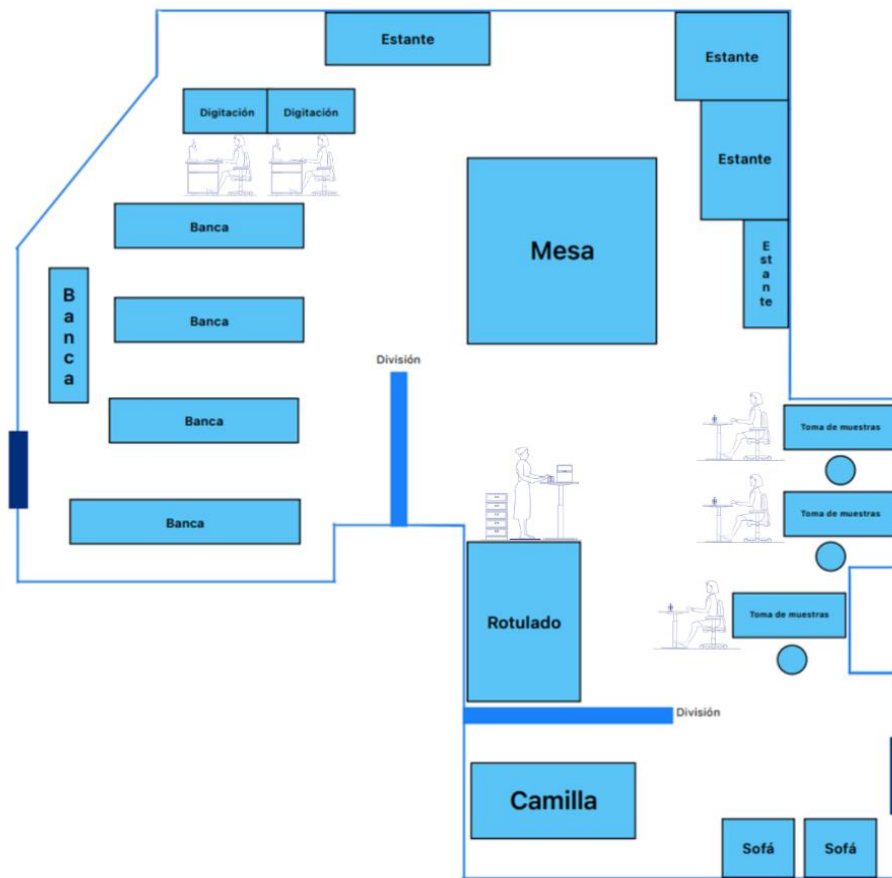 Estante
Estante
Digitación
Digitación
Estante
Banca
Mesa
E
st
a
n
te
B
a
n
c
a
Banca
División
Banca
Toma de muestras
Banca
Toma de muestras
Rotulado
Toma de muestras
División
Camilla
Sofá
Sofá